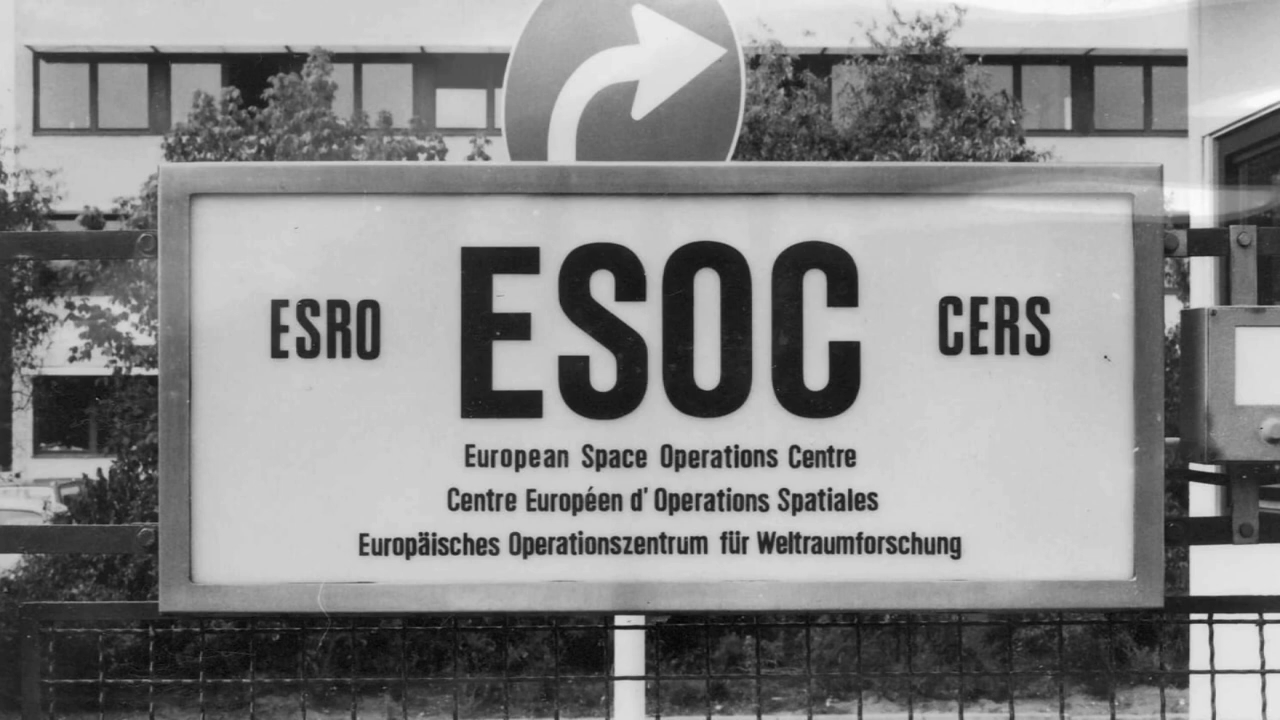 ESRO ESOC CERS
European Space Operations Centre
Centre Européen d' Operations Spatiales
Europäisches Operationszentrum für Weltraumforschung